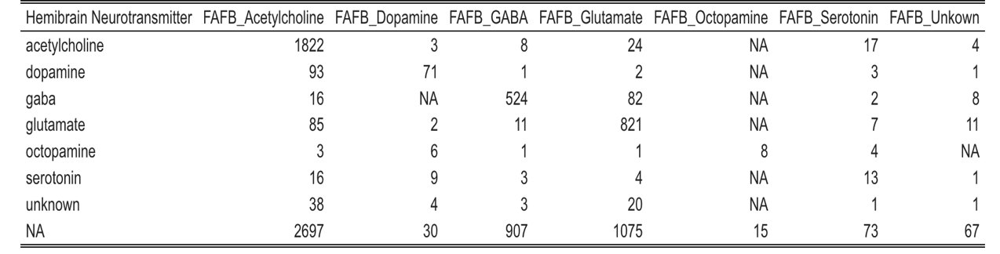 Hemibrain Neurotransmitter FAFB_Acetylcholine FAFB_Dopamine FAFB_GABA FAFB_Glutamate FAFB_Octopamine FAFB_Serotonin FAFB_Unkown
acetylcholine 1822 3 8 24 NA 17 4
dopamine 93 71 1 2 NA 3 1
gaba 16 NA 524 82 NA 2 8
glutamate 85 2 11 821 NA 7 11
octopamine 3 6 1 1 8 4 NA
serotonin 16 9 3 4 NA 13 1
unknown 38 4 3 20 NA 1 1
NA 2697 30 907 1075 15 73 67